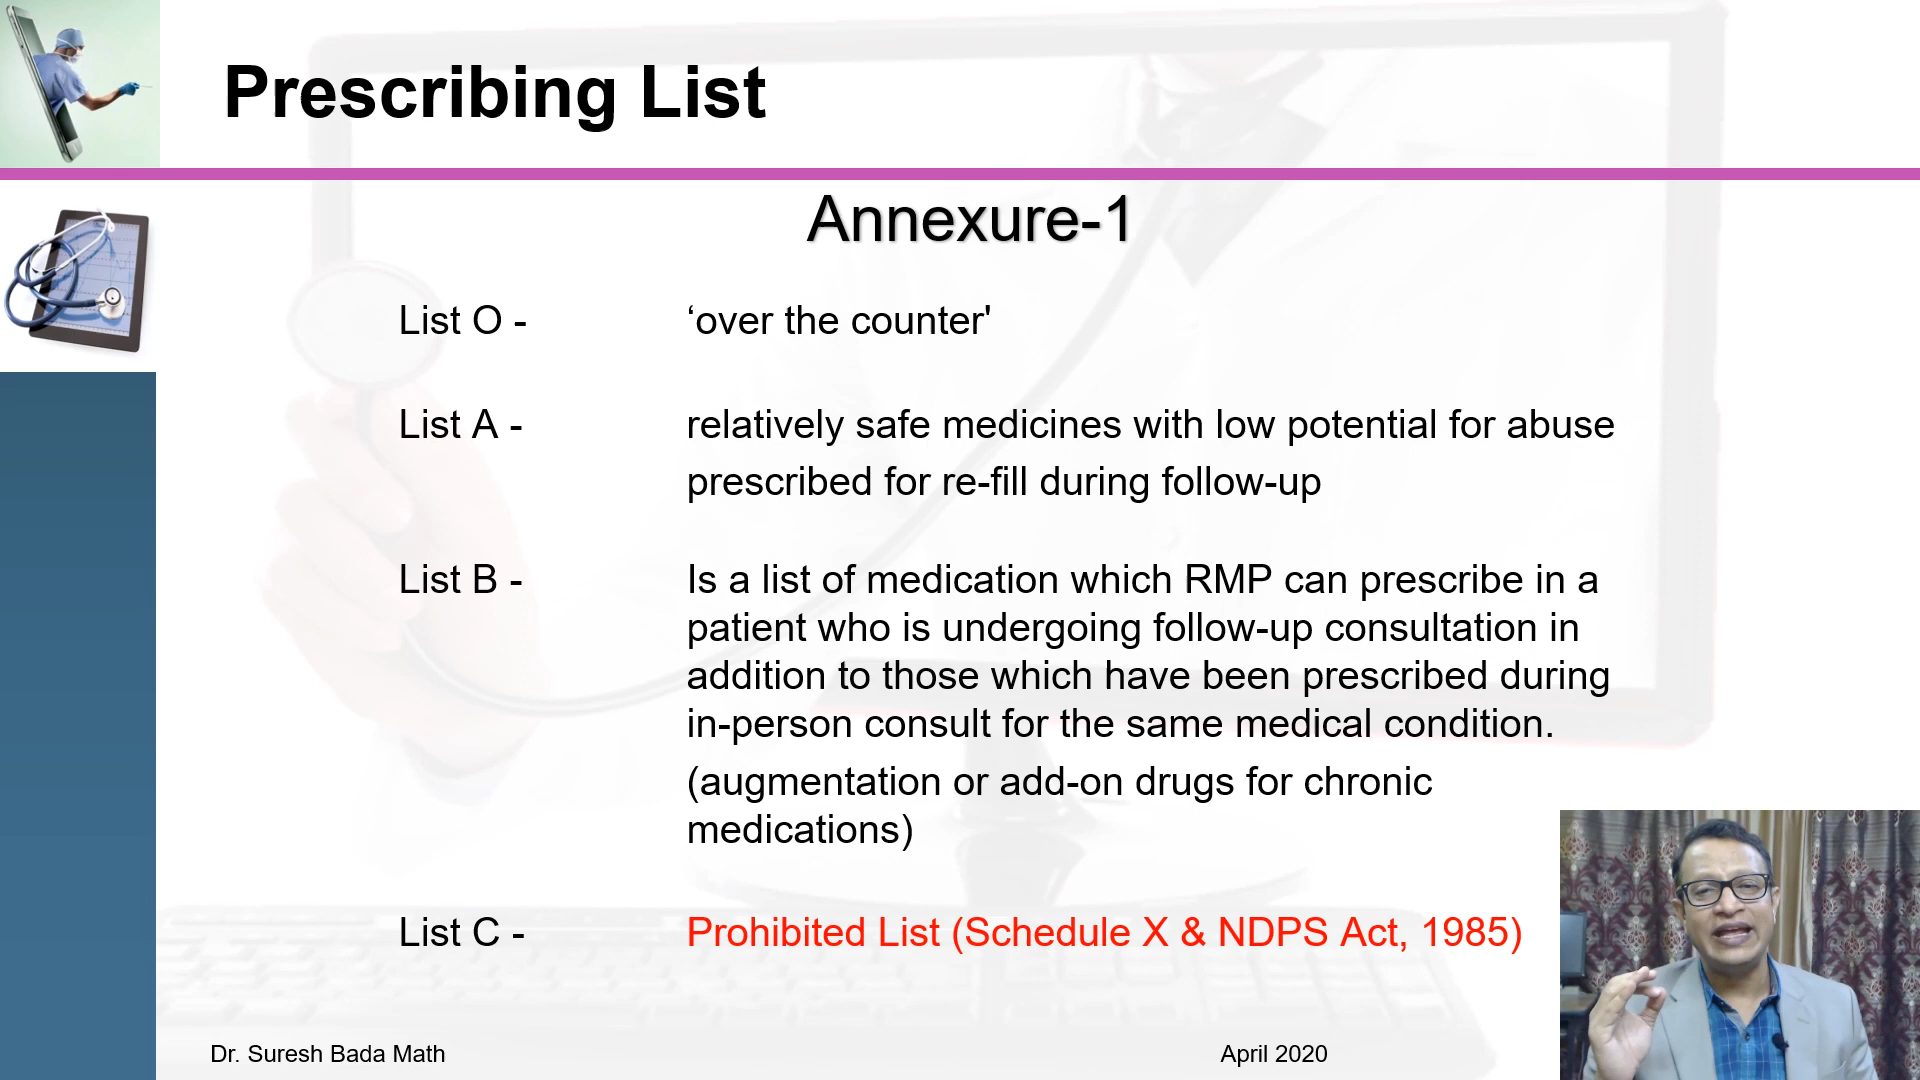 Prescribing List
Annexure-1
List O - ‘over the counter'
List A - relatively safe medicines with low potential for abuse
prescribed for re-fill during follow-up
List B - Is a list of medication which RMP can prescribe in a
patient who is undergoing follow-up consultation in
addition to those which have been prescribed during
in-person consult for the same medical condition.
(augmentation or add-on drugs for chronic
medications)
List C - Prohibited List (Schedule X & NDPS Act, 1985)
Dr. Suresh Bada Math April 2020